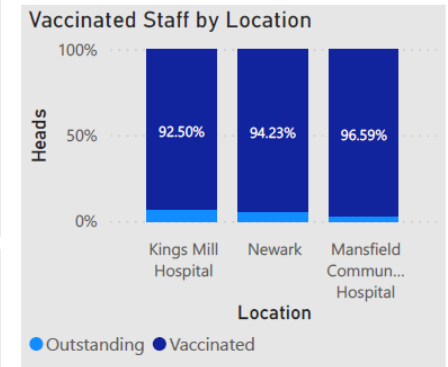 Vaccinated Staff by Location
100%
50%
0%
Heads
92.50%
94.23%
96.59%
Kings Mill
Hospital
Newark
Mansfield
Commun...
Hospital
Location
Outstanding
Vaccinated